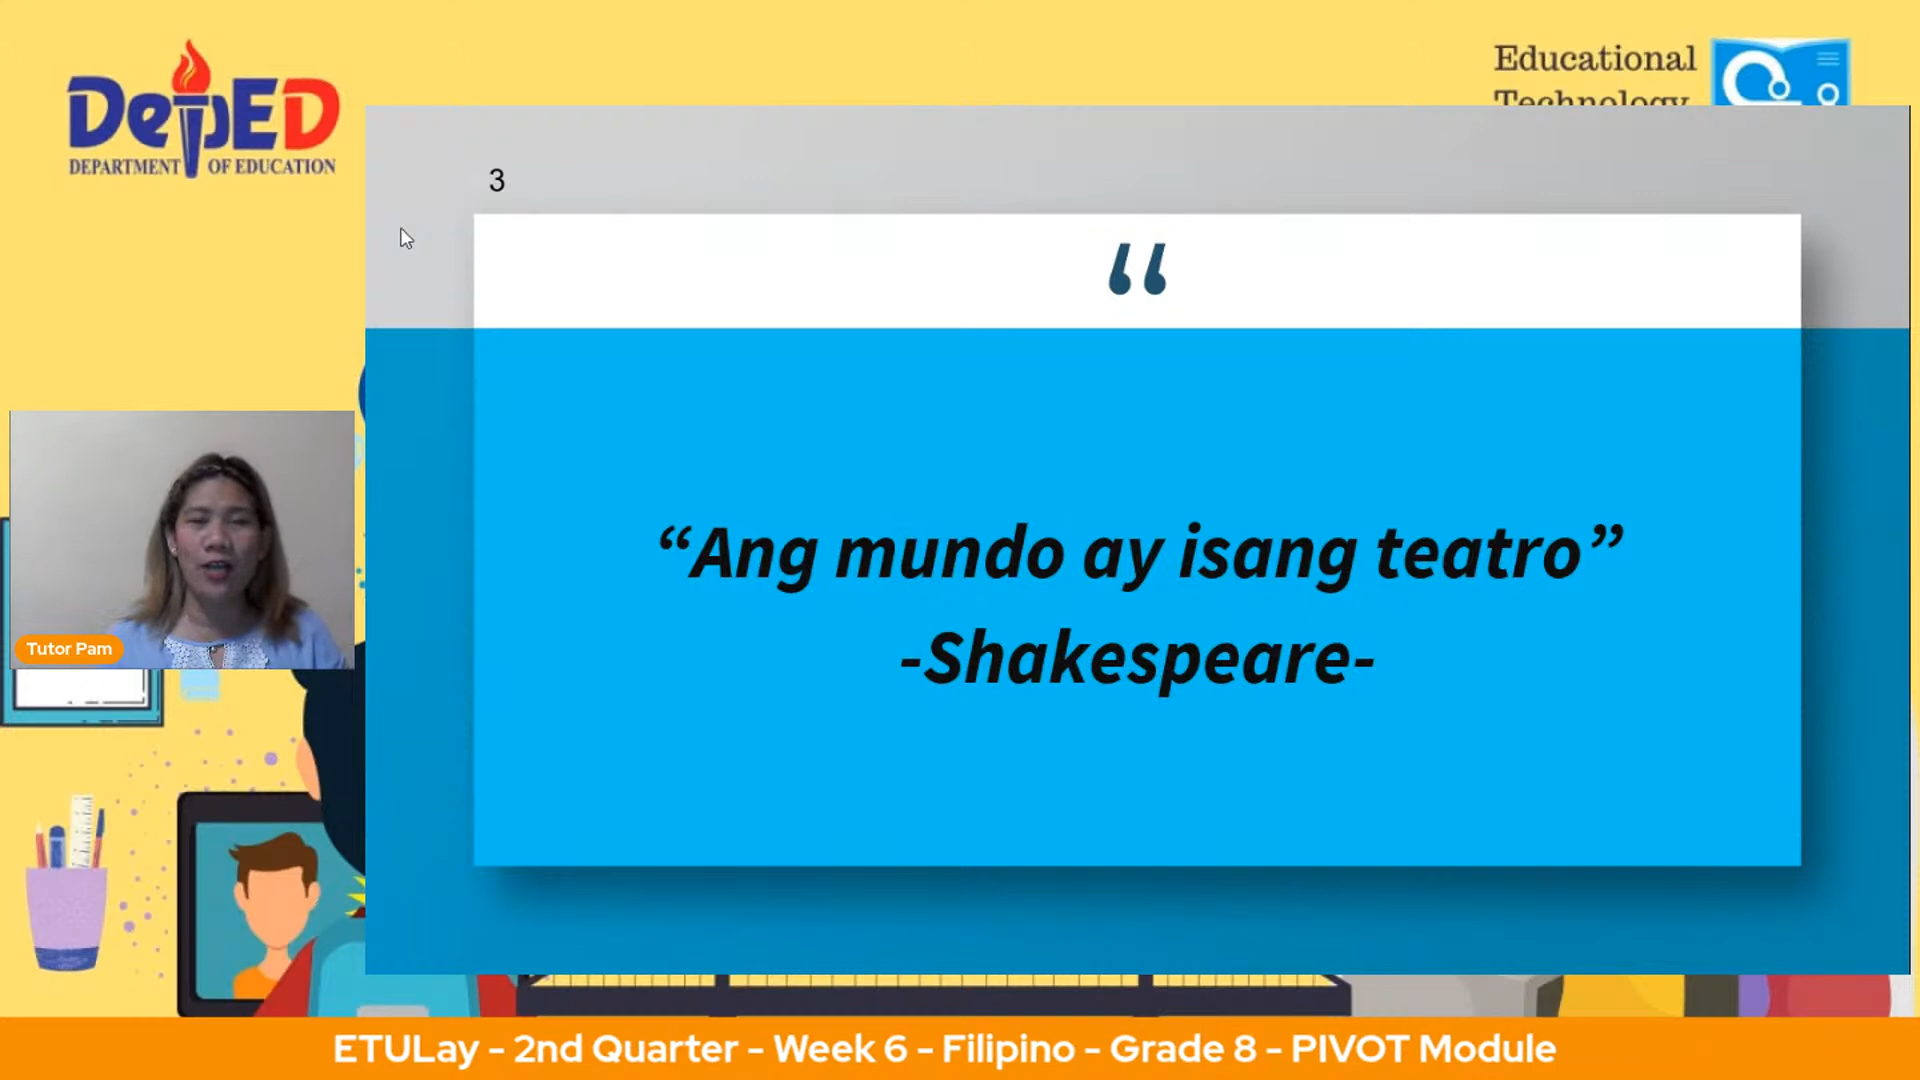 DepED
DEPARTMENT OF EDUCATION
Educational
Technology
3
“
“Ang mundo ay isang teatro”
-Shakespeare-
Tutor Pam
ETULay - 2nd Quarter - Week 6 - Filipino - Grade 8 - PIVOT Module